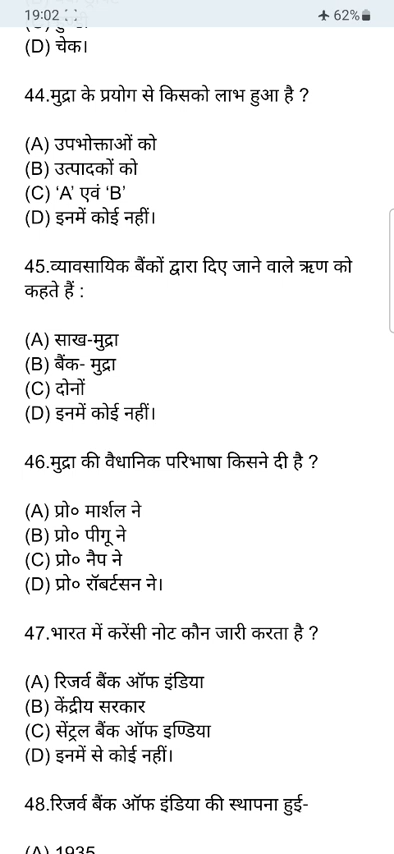 19:02
62%
(D) चेक।
44.मुद्रा के प्रयोग से किसको लाभ हुआ है ?
(A) उपभोक्ताओं को
(B) उत्पादकों को
(C) ‘A’ एवं ‘B’
(D) इनमें कोई नहीं।
45.व्यावसायिक बैंकों द्वारा दिए जाने वाले ऋण को
कहते हैं :
(A) साख-मुद्रा
(B) बैंक- मुद्रा
(C) दोनों
(D) इनमें कोई नहीं।
46.मुद्रा की वैधानिक परिभाषा किसने दी है ?
(A) प्रो० मार्शल ने
(B) प्रो० पीगू ने
(C) प्रो० नैप ने
(D) प्रो० रॉबर्टसन ने।
47.भारत में करेंसी नोट कौन जारी करता है ?
(A) रिजर्व बैंक ऑफ इंडिया
(B) केंद्रीय सरकार
(C) सेंट्रल बैंक ऑफ इण्डिया
(D) इनमें से कोई नहीं।
48.रिजर्व बैंक ऑफ इंडिया की स्थापना हुई-
(A) 1935